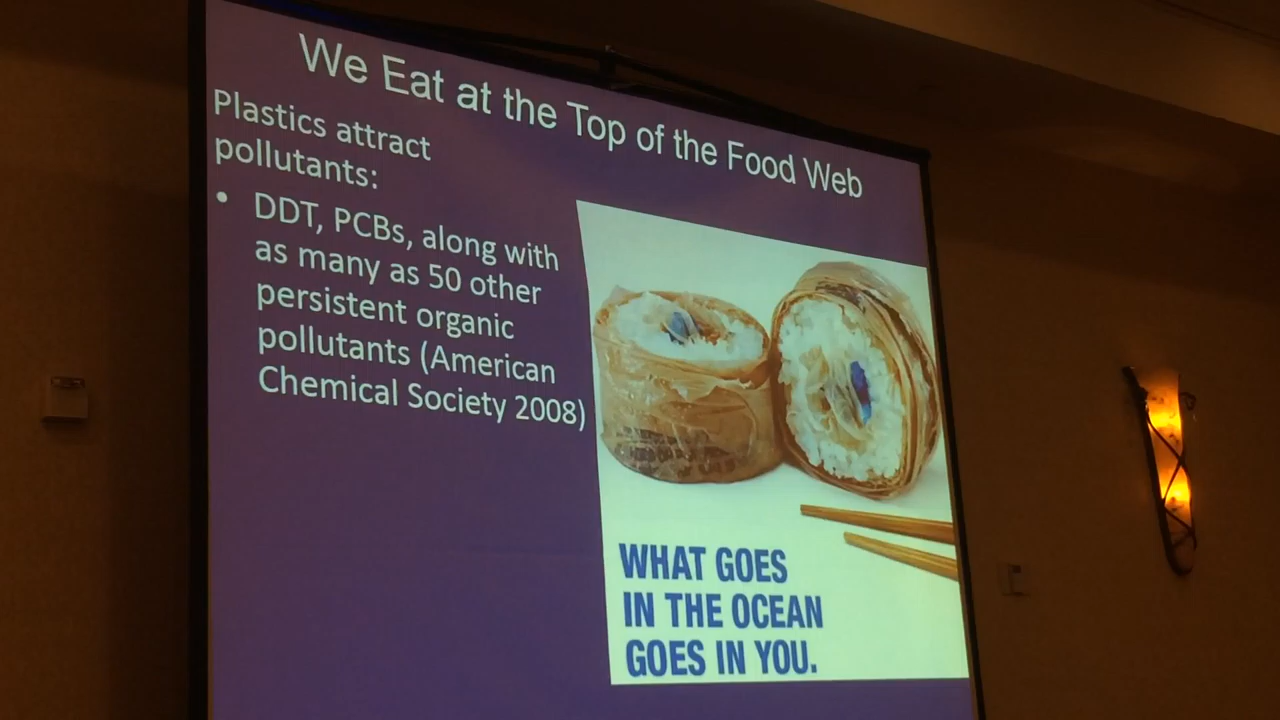 We Eat at the Top of the Food Web
Plastics attract
pollutants:
• DDT, PCBs, along with
as many as 50 other
persistent organic
pollutants (American
Chemical Society 2008)
WHAT GOES
IN THE OCEAN
GOES IN YOU.